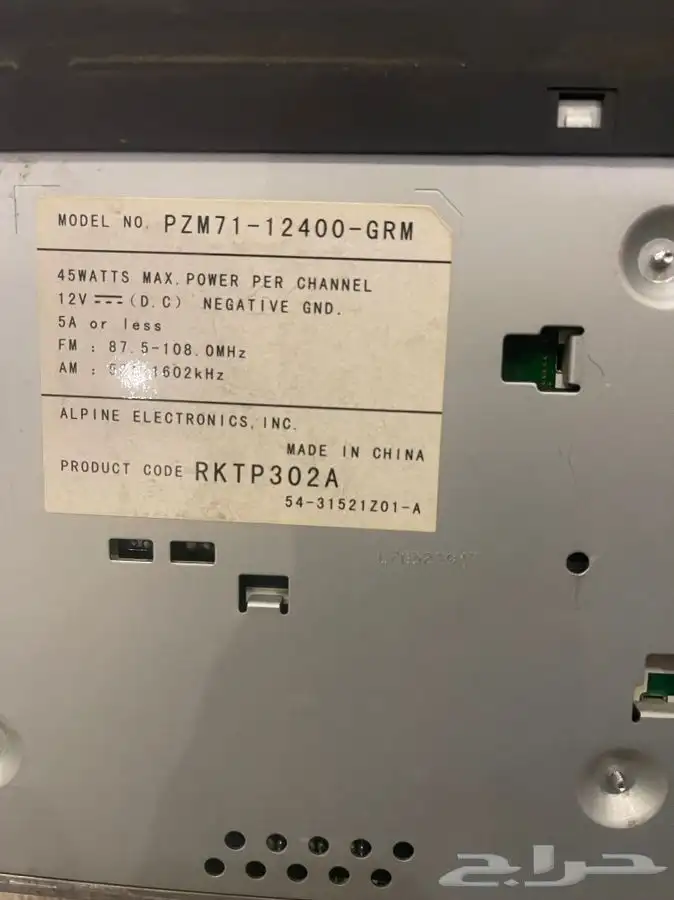 MODEL NO. PZM71-12400-GRM
45WATTS MAX. POWER PER CHANNEL
12V ⎓ (D.C) NEGATIVE GND.
5A or less
FM : 87.5-108.0MHz
AM : 1602kHz
ALPINE ELECTRONICS, INC.
MADE IN CHINA
PRODUCT CODE RKTP302A
54-31521Z01-A
حراج